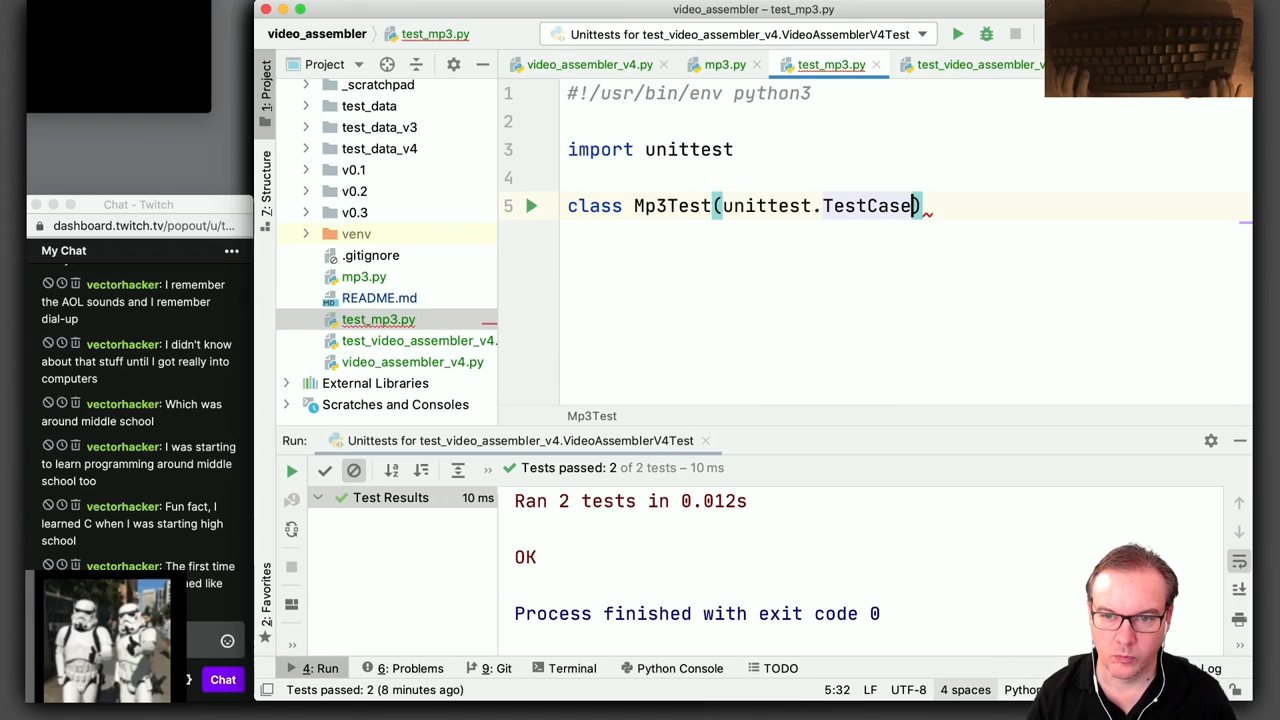 video_assembler – test_mp3.py
video_assembler
test_mp3.py
Unittests for test_video_assembler_v4.VideoAssemblerV4Test
1: Project
7: Structure
2: Favorites
Project
video_assembler_v4.py
mp3.py
test_mp3.py
test_video_assembler_v4
_scratchpad
test_data
test_data_v3
test_data_v4
v0.1
v0.2
v0.3
venv
.gitignore
mp3.py
README.md
test_mp3.py
test_video_assembler_v4.
video_assembler_v4.py
External Libraries
Scratches and Consoles
1 #!/usr/bin/env python3
2
3 import unittest
4
5 class Mp3Test(unittest.TestCase)
Mp3Test
Run:
Unittests for test_video_assembler_v4.VideoAssemblerV4Test
Tests passed: 2 of 2 tests – 10 ms
Test Results
10 ms
Ran 2 tests in 0.012s
OK
Process finished with exit code 0
4: Run
6: Problems
9: Git
Terminal
Python Console
TODO
Log
Tests passed: 2 (8 minutes ago)
5:32
LF
UTF-8
4 spaces
Python
Chat - Twitch
dashboard.twitch.tv/popout/u/t...
My Chat
vectorhacker: I remember
the AOL sounds and I remember
dial-up
vectorhacker: I didn't know
about that stuff until I got really into
computers
vectorhacker: Which was
around middle school
vectorhacker: I was starting
to learn programming around middle
school too
vectorhacker: Fun fact, I
learned C when I was starting high
school
vectorhacker: The first time
ned like
Chat